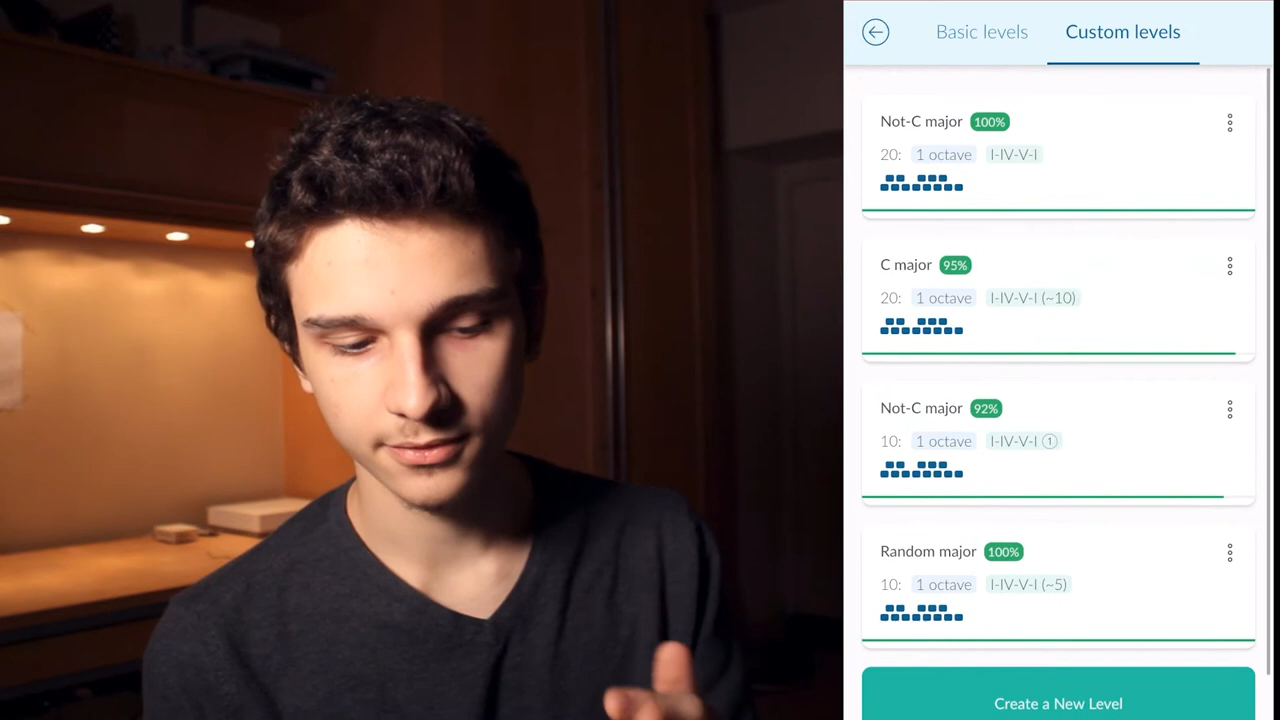 Basic levels
Custom levels
Not-C major 100%
20: 1 octave I-IV-V-I
C major 95%
20: 1 octave I-IV-V-I (~10)
Not-C major 92%
10: 1 octave I-IV-V-I ①
Random major 100%
10: 1 octave I-IV-V-I (~5)
Create a New Level